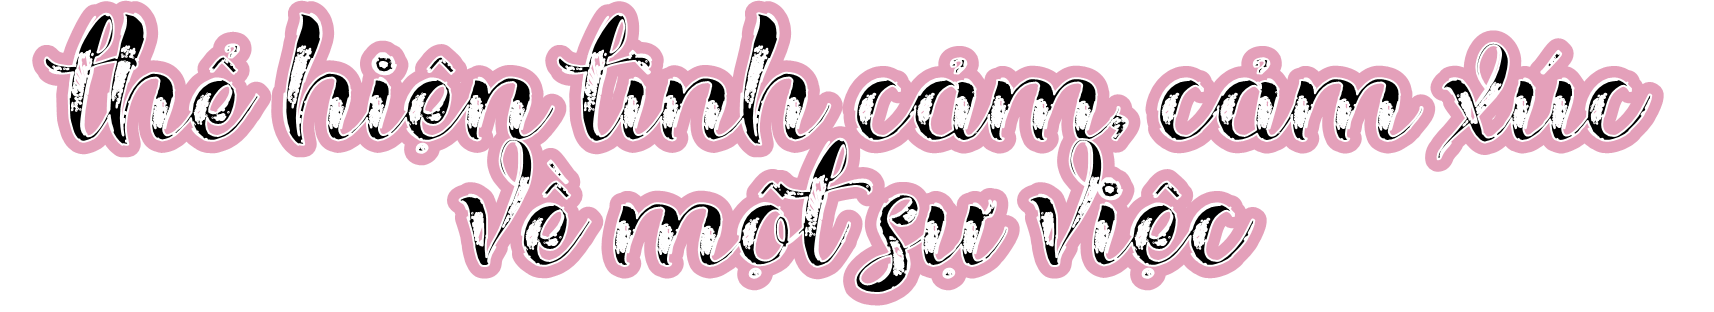 thể hiện tình cảm, cảm xúc
về một sự việc